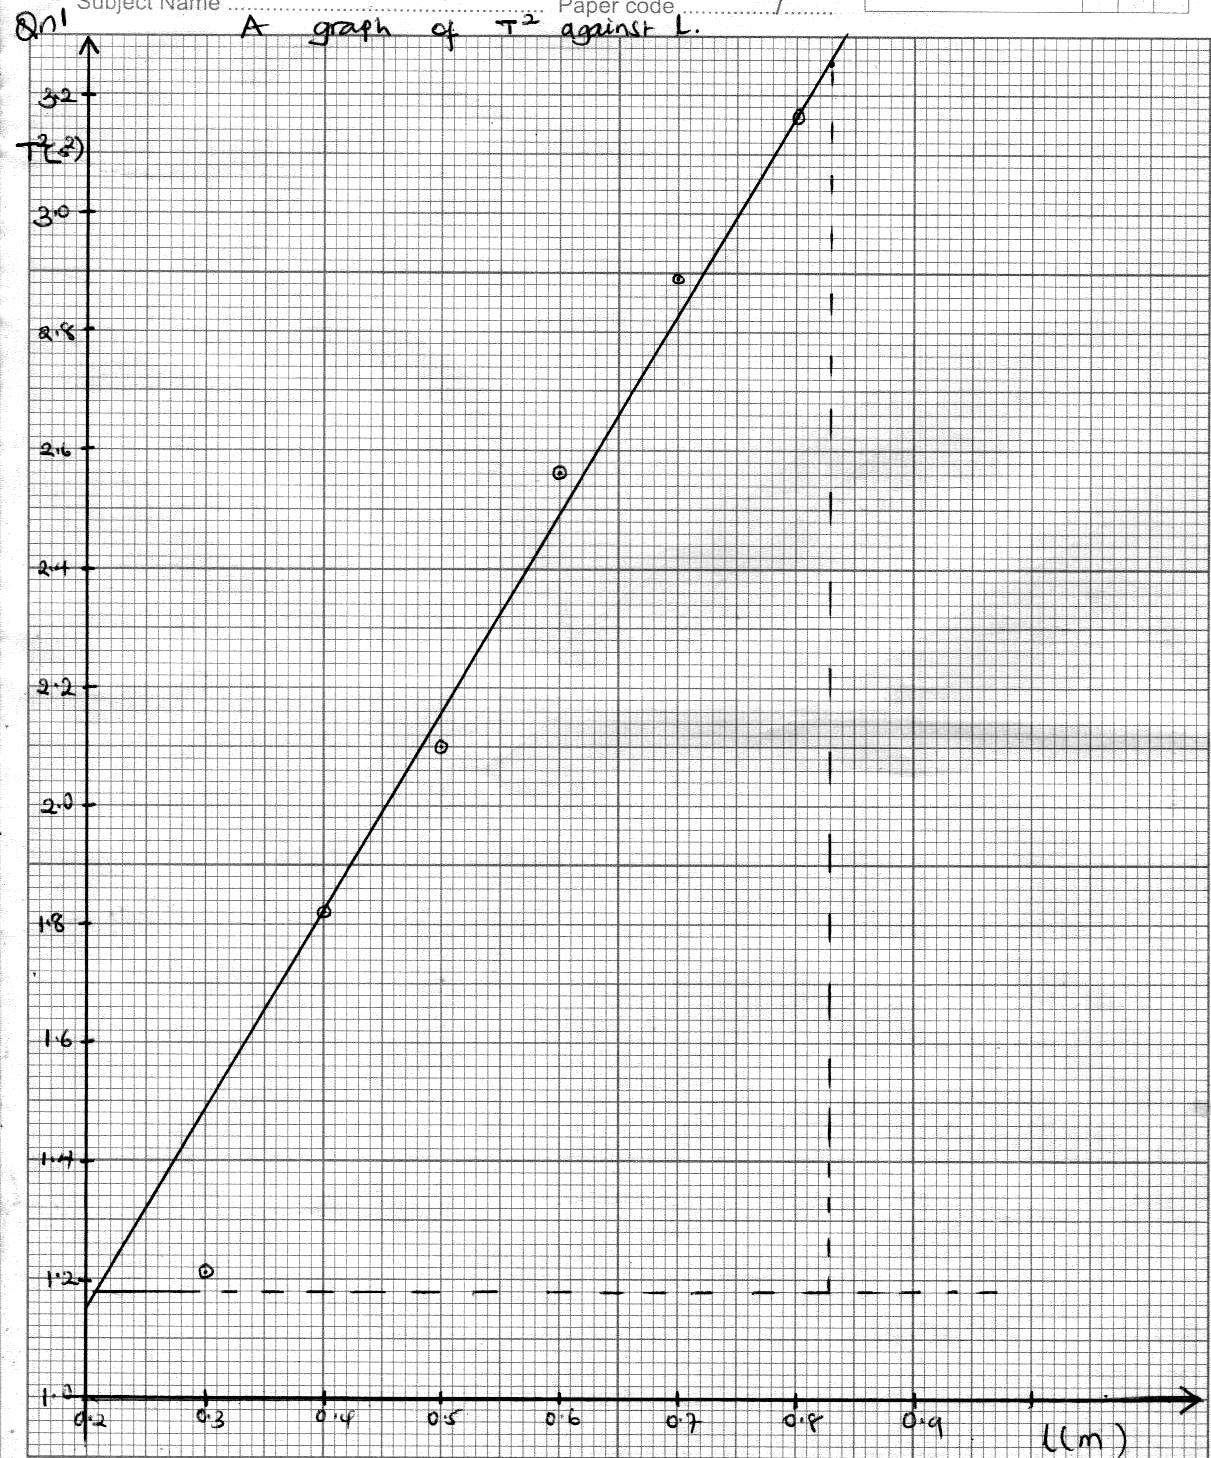 Subject Name ........................................ Paper code ............../.......
Qn1
A graph of T² against L.
3.2
T²(s²)
3.0
2.8
2.6
2.4
2.2
2.0
1.8
1.6
1.4
1.2
1.0
0.2 0.3 0.4 0.5 0.6 0.7 0.8 0.9
l(m)